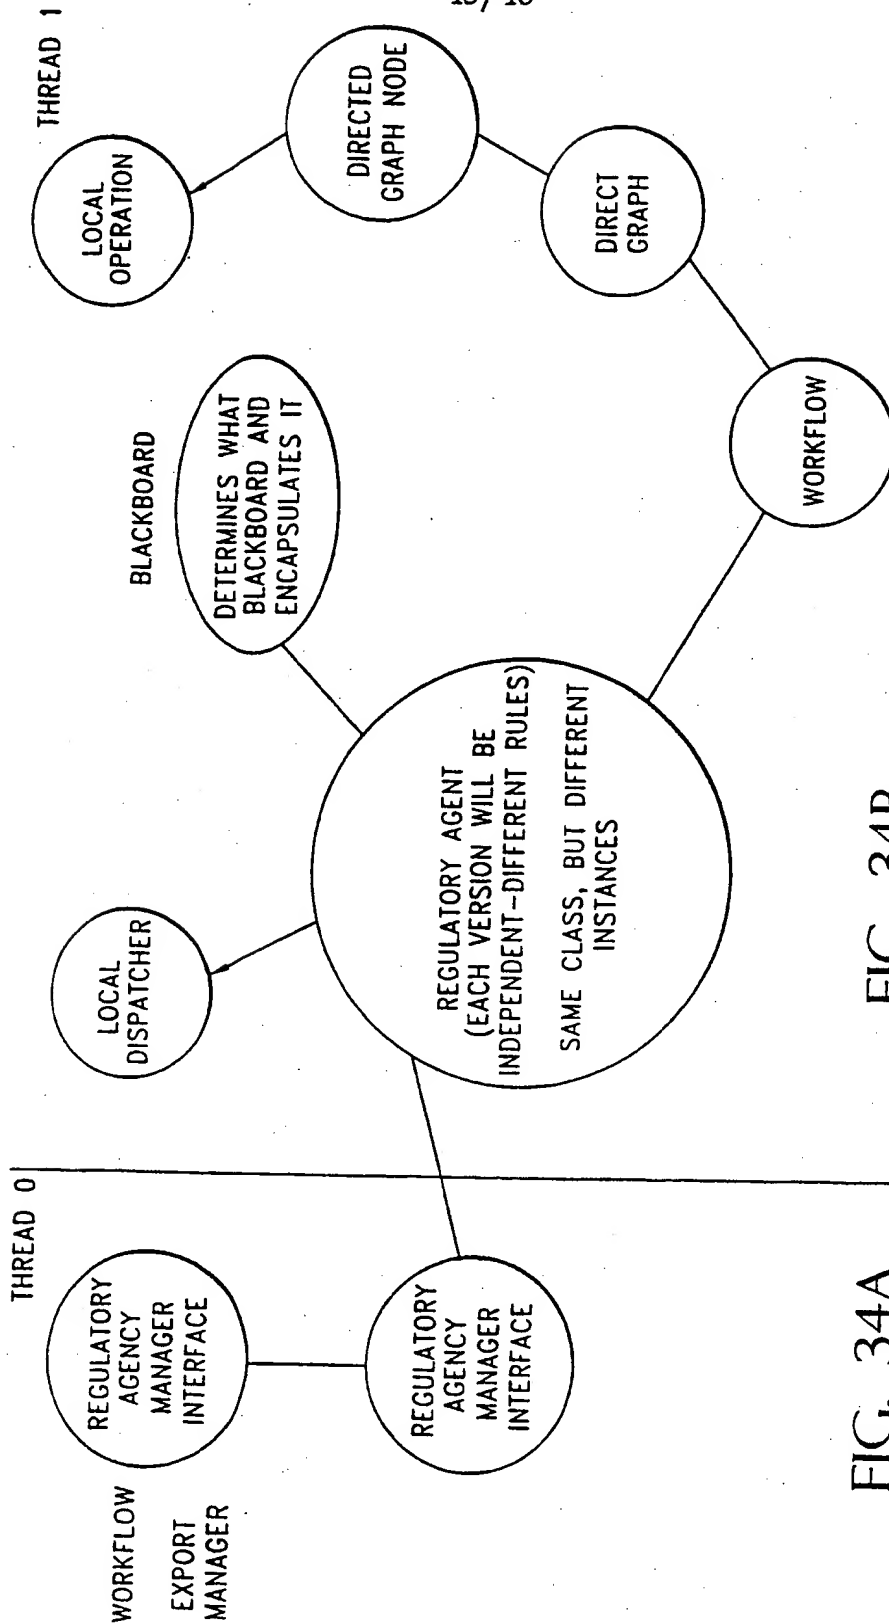 THREAD 0
WORKFLOW
EXPORT
MANAGER
REGULATORY
AGENCY
MANAGER
INTERFACE
REGULATORY
AGENCY
MANAGER
INTERFACE
FIG. 34A
THREAD 1
LOCAL
DISPATCHER
REGULATORY AGENT
(EACH VERSION WILL BE
INDEPENDENT-DIFFERENT RULES)
SAME CLASS, BUT DIFFERENT
INSTANCES
BLACKBOARD
DETERMINES WHAT
BLACKBOARD AND
ENCAPSULATES IT
LOCAL
OPERATION
DIRECTED
GRAPH NODE
DIRECT
GRAPH
WORKFLOW
FIG. 34B